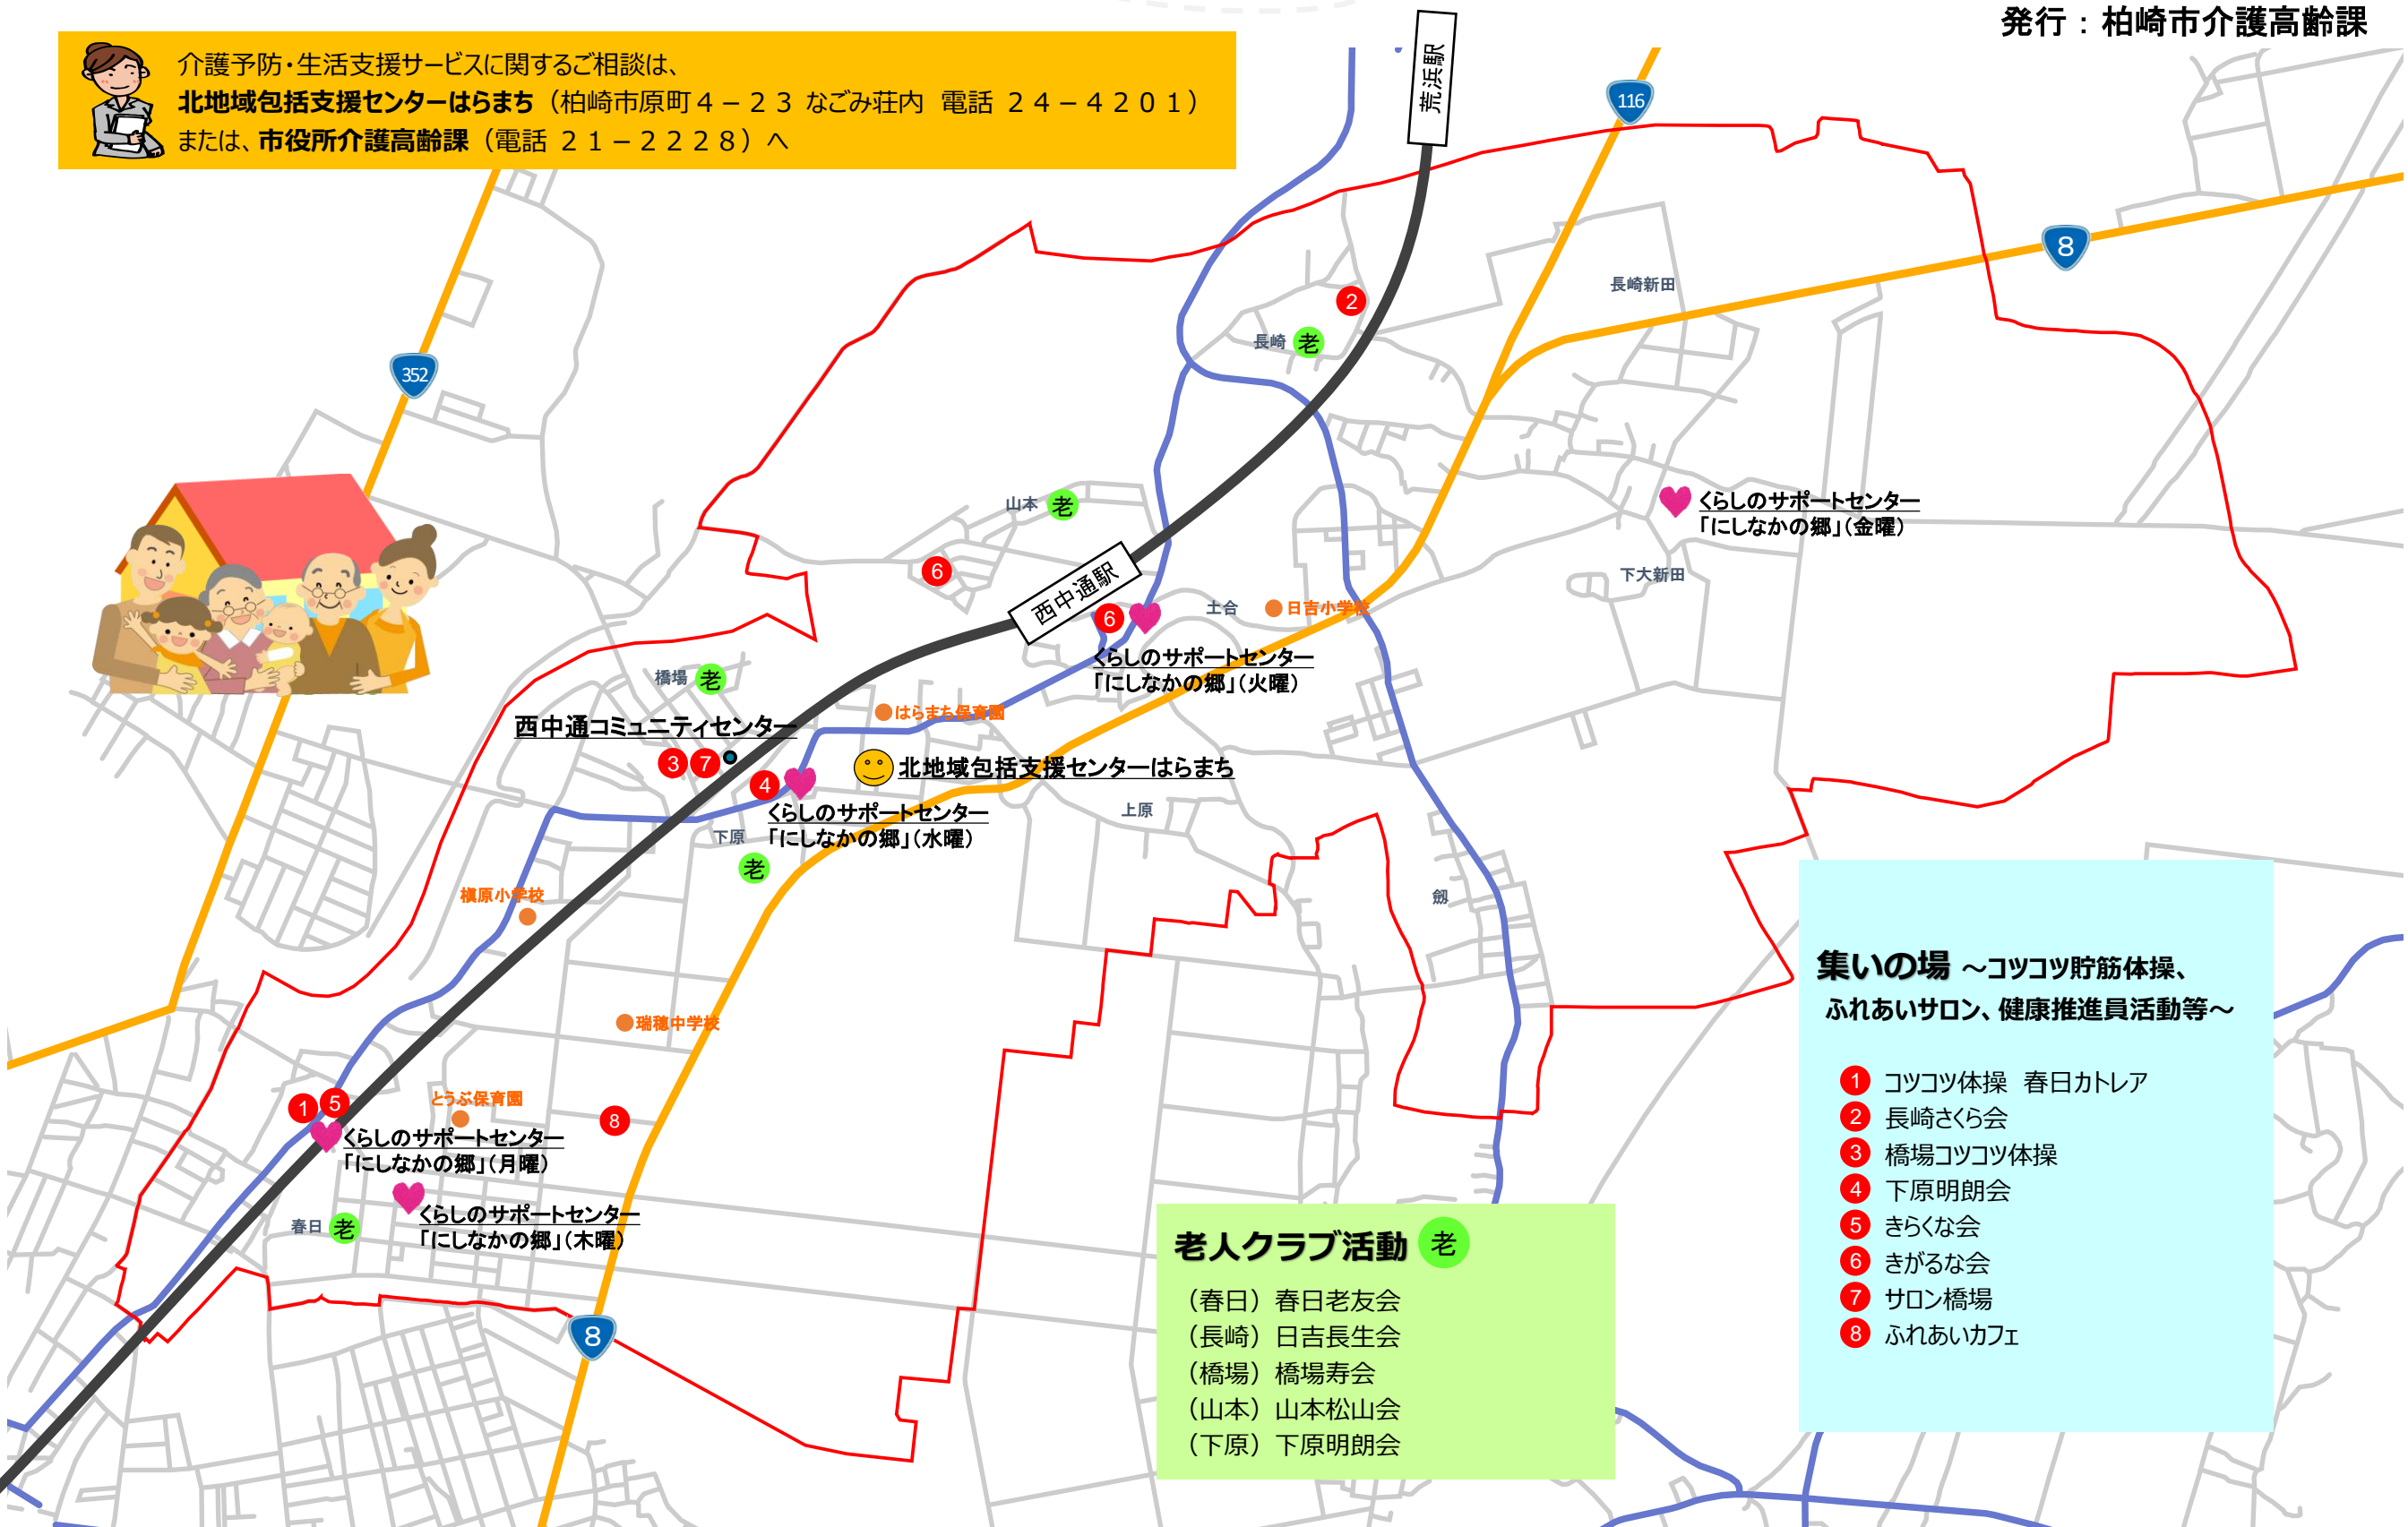 発行：柏崎市介護高齢課
介護予防・生活支援サービスに関するご相談は、
北地域包括支援センターはらまち（柏崎市原町４－２３ なごみ荘内 電話 ２４－４２０１）
または、市役所介護高齢課（電話 ２１－２２２８）へ
荒浜駅
116
8
352
長崎新田
2
長崎 老
山本 老
くらしのサポートセンター
「にしなかの郷」（金曜）
下大新田
6
西中通駅
6
土合
日吉小学校
くらしのサポートセンター
「にしなかの郷」（火曜）
橋場 老
はらまち保育園
西中通コミュニティセンター
3 7
北地域包括支援センターはらまち
4
くらしのサポートセンター
「にしなかの郷」（水曜）
下原
老
上原
槇原小学校
剱
瑞穂中学校
とうぶ保育園
1 5
8
くらしのサポートセンター
「にしなかの郷」（月曜）
くらしのサポートセンター
「にしなかの郷」（木曜）
春日 老
8
集いの場 ～コツコツ貯筋体操、
ふれあいサロン、健康推進員活動等～
1 コツコツ体操 春日カトレア
2 長崎さくら会
3 橋場コツコツ体操
4 下原明朗会
5 きらくな会
6 きがるな会
7 サロン橋場
8 ふれあいカフェ
老人クラブ活動 老
（春日）春日老友会
（長崎）日吉長生会
（橋場）橋場寿会
（山本）山本松山会
（下原）下原明朗会